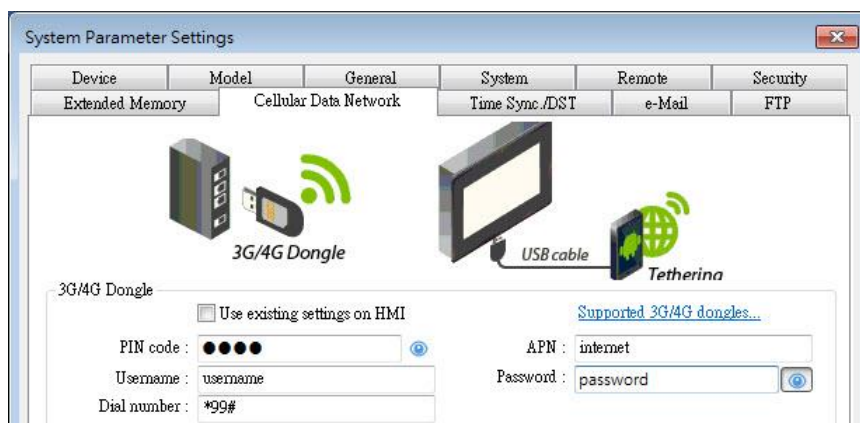 System Parameter Settings
Device Model General System Remote Security
Extended Memory Cellular Data Network Time Sync./DST e-Mail FTP
3G/4G Dongle
USB cable
Tethering
3G/4G Dongle
Use existing settings on HMI Supported 3G/4G dongles...
PIN code : ●●●● APN : internet
Username : username Password : password
Dial number : *99#